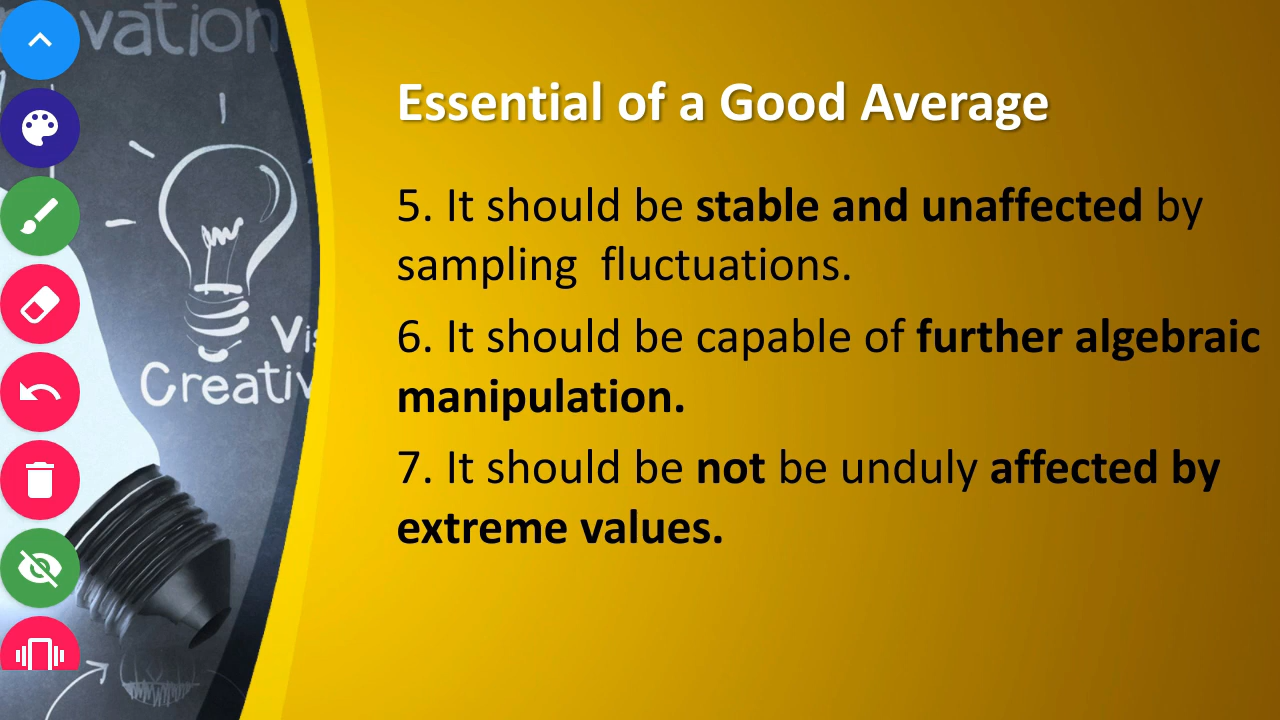 vation
Essential of a Good Average
5. It should be stable and unaffected by
sampling fluctuations.
6. It should be capable of further algebraic
manipulation.
7. It should be not be unduly affected by
extreme values.
Vis
Creativ